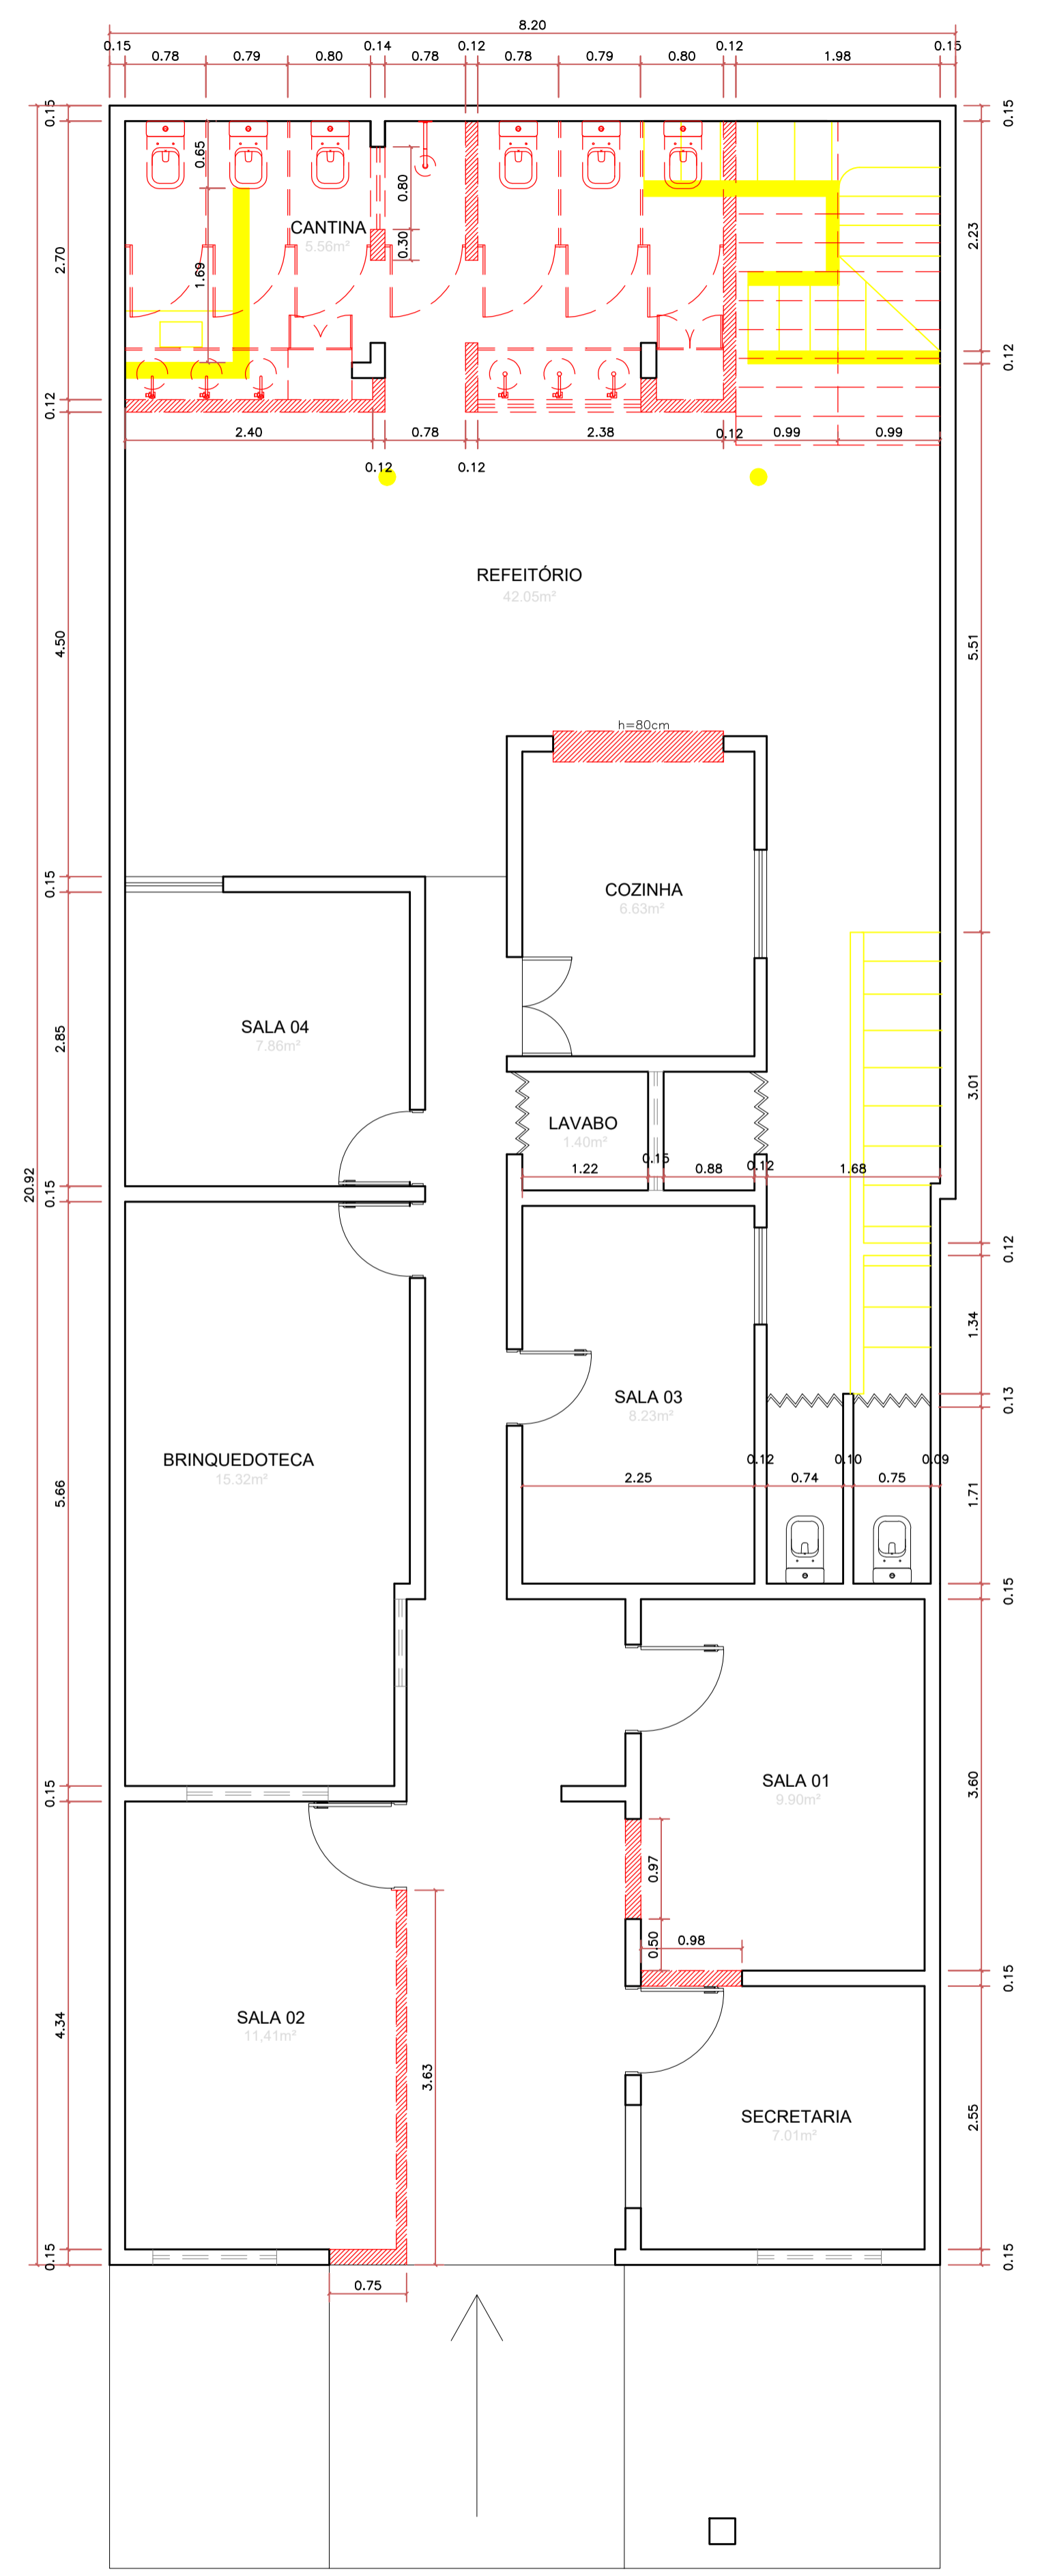 8.20
0.15 0.14 0.12 0.12 0.15
0.78 0.79 0.80 0.78 0.78 0.79 0.80 1.98
0.15 0.15
0.65
0.80
CANTINA
5.56m²
2.23
0.30
2.70
1.69
0.12
0.12
2.40 0.78 2.38 0.12 0.99 0.99
0.12 0.12
REFEITÓRIO
42.05m²
4.50
5.51
h=80cm
0.15
COZINHA
6.63m²
SALA 04
7.86m²
2.85
3.01
LAVABO
1.40m²
0.15 0.12
1.22 0.88 1.68
20.92
0.15
0.12
1.34
SALA 03
8.23m²
0.13
BRINQUEDOTECA
15.32m²
0.12 0.10 0.09
2.25 0.74 0.75
5.66
1.71
0.15
SALA 01
9.90m²
0.15
3.60
0.97
0.50
0.98
0.15
SALA 02
11,41m²
4.34
3.63
SECRETARIA
7.01m²
2.55
0.15
0.15
0.75